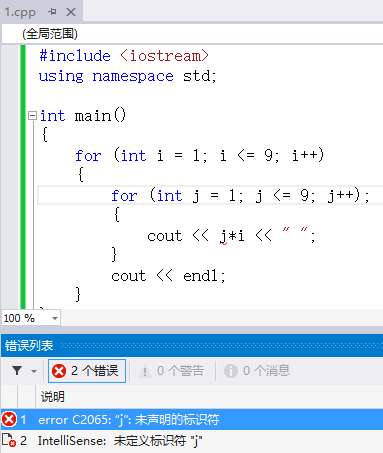 1.cpp
(全局范围)
#include <iostream>
using namespace std;
int main()
{
for (int i = 1; i <= 9; i++)
{
for (int j = 1; j <= 9; j++);
{
cout << j*i << " ";
}
cout << endl;
}
100 %
错误列表
2 个错误 0 个警告 0 个消息
说明
1 error C2065: “j”: 未声明的标识符
2 IntelliSense: 未定义标识符 "j"